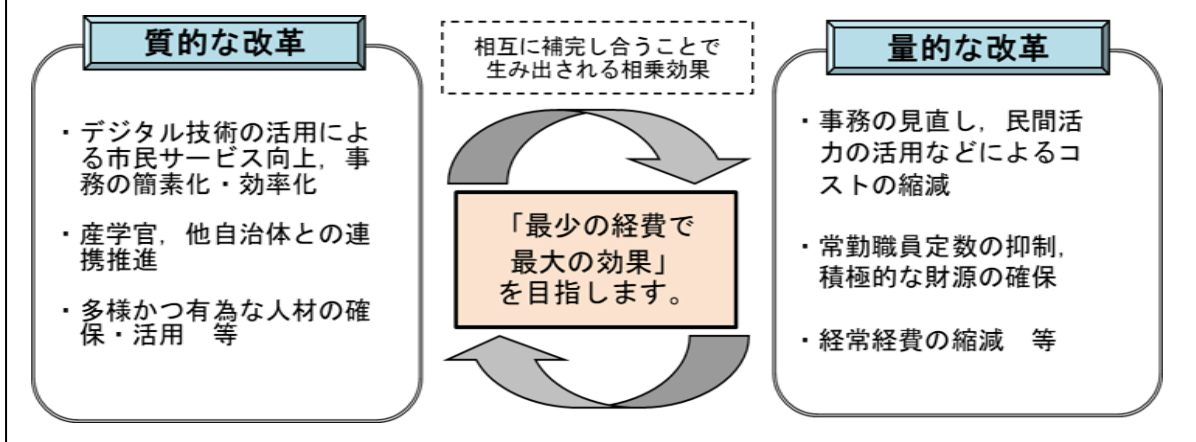 質的な改革
・デジタル技術の活用によ
る市民サービス向上，事
務の簡素化・効率化
・産学官，他自治体との連
携推進
・多様かつ有為な人材の確
保・活用　等
相互に補完し合うことで
生み出される相乗効果
「最少の経費で
最大の効果」
を目指します。
量的な改革
・事務の見直し，民間活
力の活用などによるコ
ストの縮減
・常勤職員定数の抑制，
積極的な財源の確保
・経常経費の縮減　等